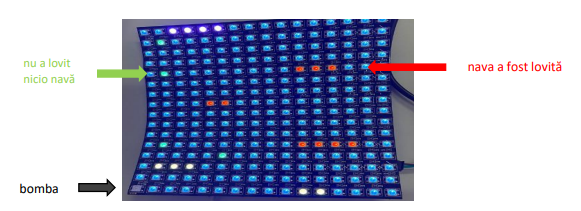 nu a lovit
nicio navă
nava a fost lovită
bomba